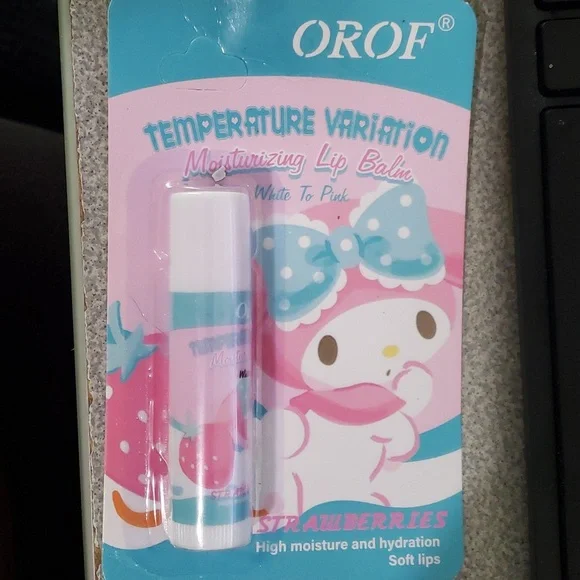 OROF®
TEMPERATURE VARIATION
Moisturizing Lip Balm
White To Pink
STRAWBERRIES
High moisture and hydration
Soft lips